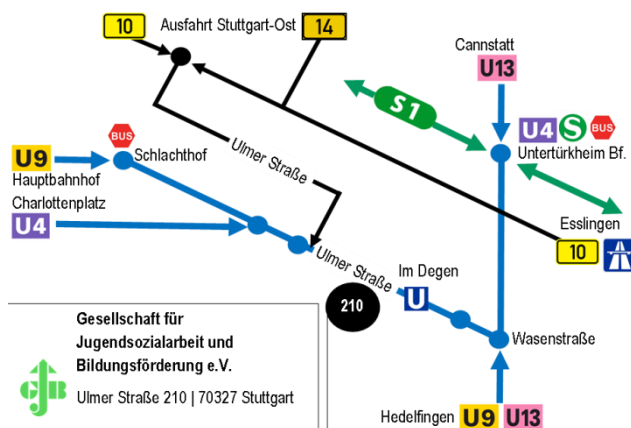 10
Ausfahrt Stuttgart-Ost
14
Cannstatt
U13
S1
U4 S BUS
Untertürkheim Bf.
BUS
Schlachthof
U9
Hauptbahnhof
Charlottenplatz
U4
Ulmer Straße
Esslingen
10
Ulmer Straße
Im Degen
U
210
Wasenstraße
Gesellschaft für
Jugendsozialarbeit und
Bildungsförderung e.V.
GJB
Ulmer Straße 210 | 70327 Stuttgart
Hedelfingen U9 U13